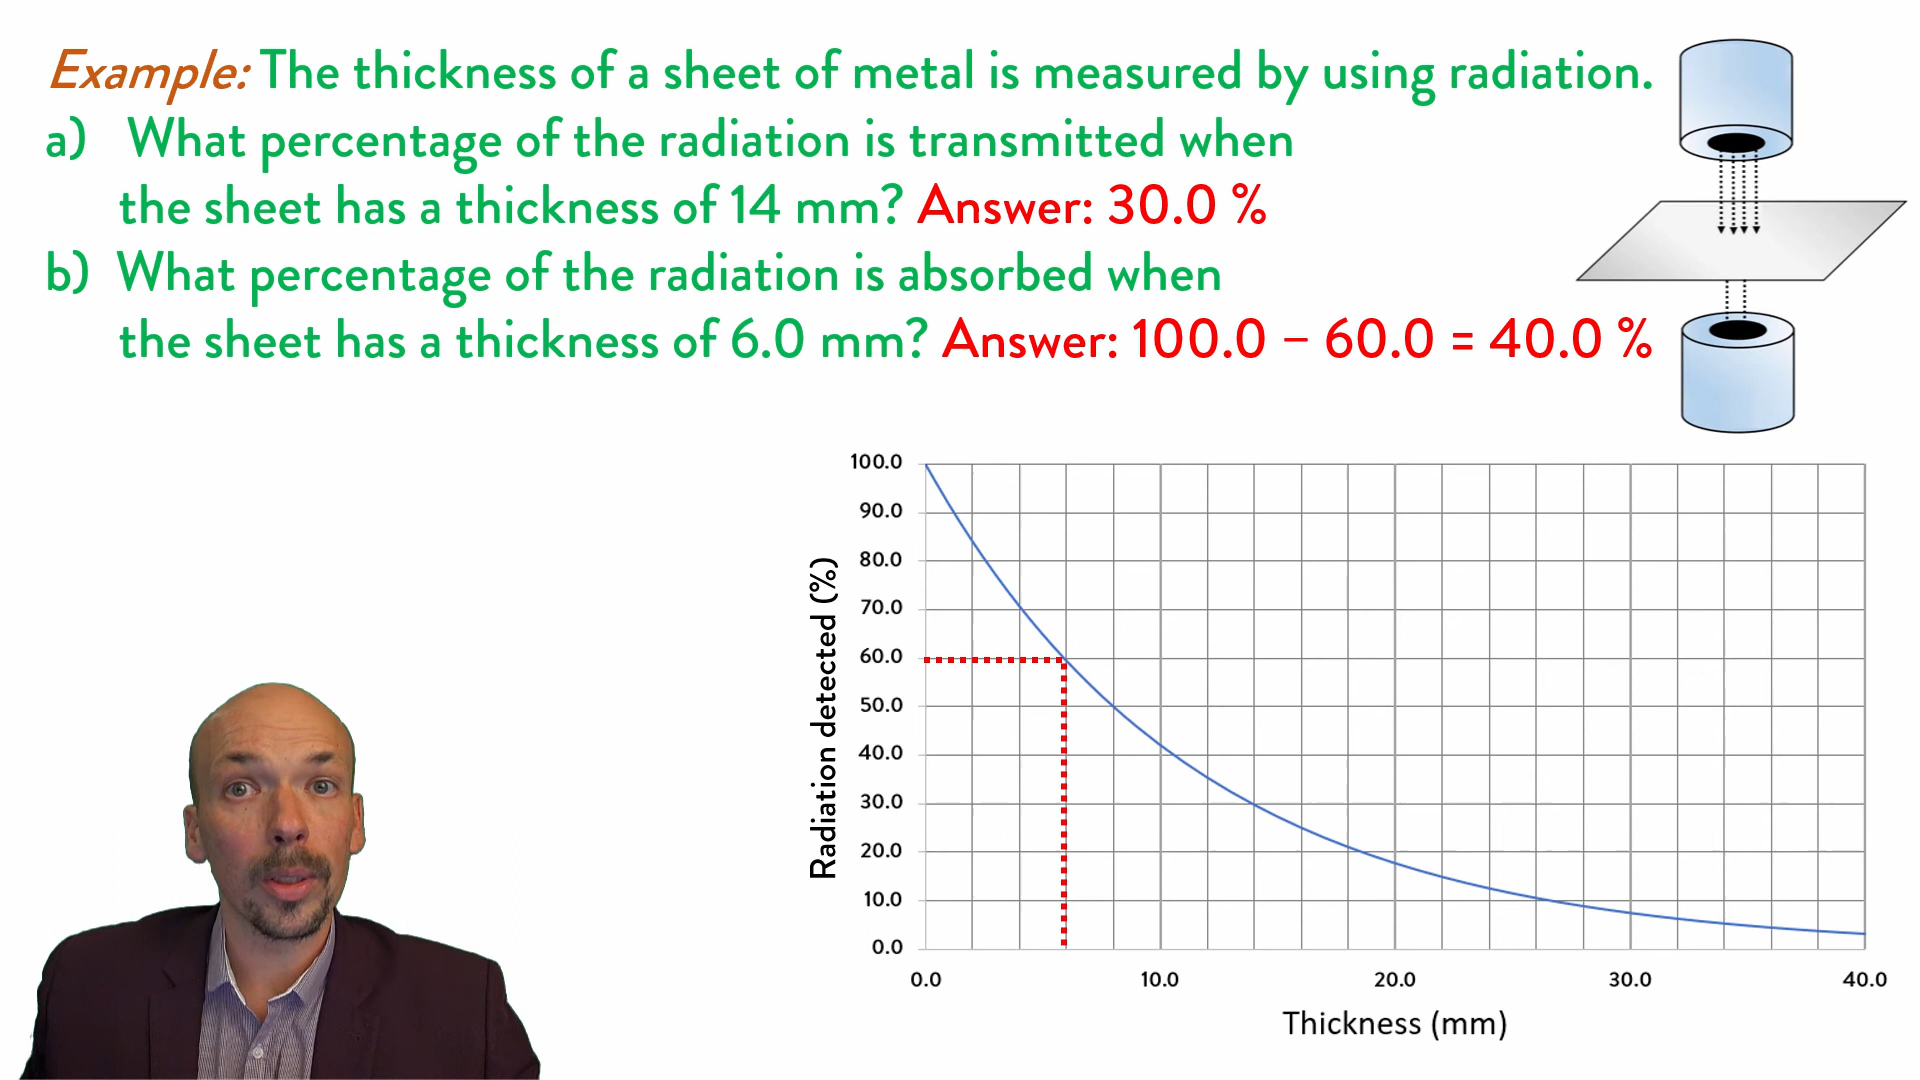 Example: The thickness of a sheet of metal is measured by using radiation.
a) What percentage of the radiation is transmitted when
the sheet has a thickness of 14 mm? Answer: 30.0 %
b) What percentage of the radiation is absorbed when
the sheet has a thickness of 6.0 mm? Answer: 100.0 – 60.0 = 40.0 %
Radiation detected (%)
100.0
90.0
80.0
70.0
60.0
50.0
40.0
30.0
20.0
10.0
0.0
0.0 10.0 20.0 30.0 40.0
Thickness (mm)